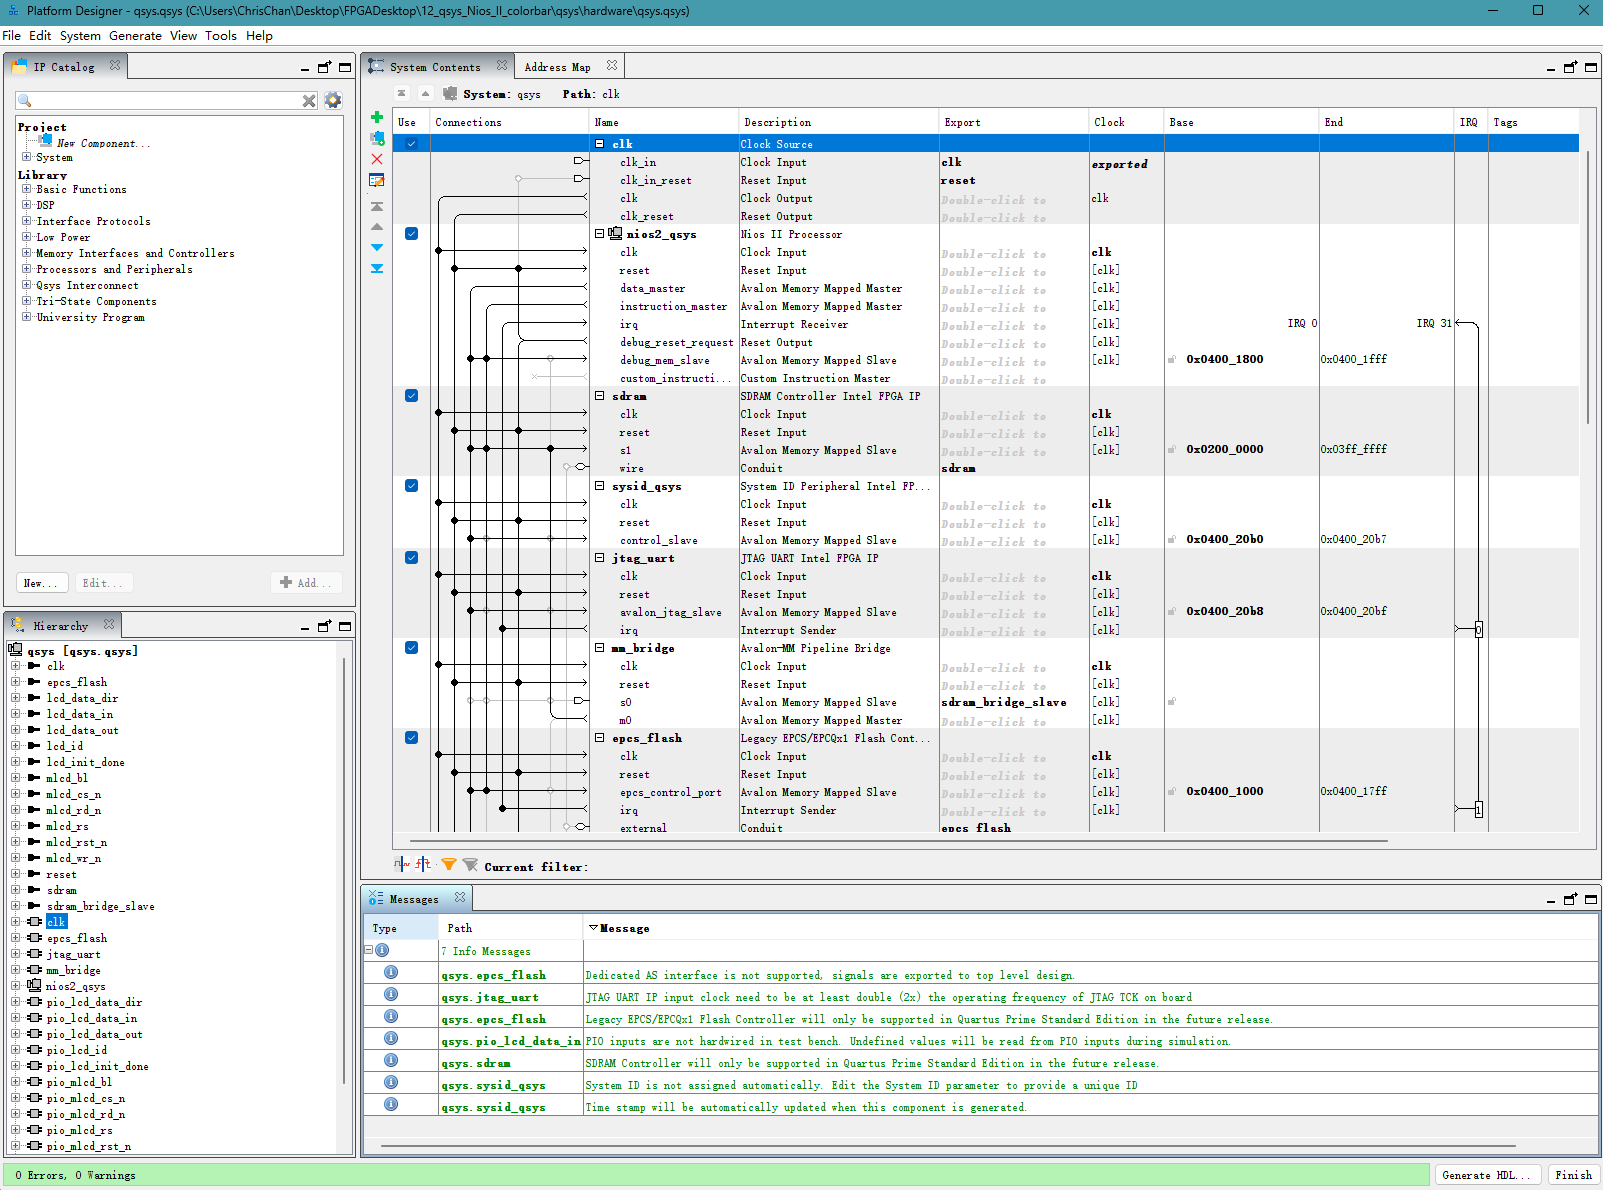 Platform Designer - qsys.qsys (C:\Users\ChrisChan\Desktop\FPGADesktop\12_qsys_Nios_II_colorbar\qsys\hardware\qsys.qsys)
File Edit System Generate View Tools Help
IP Catalog
Project
New Component...
System
Library
Basic Functions
DSP
Interface Protocols
Low Power
Memory Interfaces and Controllers
Processors and Peripherals
Qsys Interconnect
Tri-State Components
University Program
New... Edit... Add...
Hierarchy
qsys [qsys.qsys]
clk
epcs_flash
lcd_data_dir
lcd_data_in
lcd_data_out
lcd_id
lcd_init_done
mlcd_bl
mlcd_cs_n
mlcd_rd_n
mlcd_rs
mlcd_rst_n
mlcd_wr_n
reset
sdram
sdram_bridge_slave
clk
epcs_flash
jtag_uart
mm_bridge
nios2_qsys
pio_lcd_data_dir
pio_lcd_data_in
pio_lcd_data_out
pio_lcd_id
pio_lcd_init_done
pio_mlcd_bl
pio_mlcd_cs_n
pio_mlcd_rd_n
pio_mlcd_rs
pio_mlcd_rst_n
System Contents Address Map
System: qsys Path: clk
Use Connections Name Description Export Clock Base End IRQ Tags
clk Clock Source
clk_in Clock Input clk exported
clk_in_reset Reset Input reset
clk Clock Output Double-click to clk
clk_reset Reset Output Double-click to
nios2_qsys Nios II Processor
clk Clock Input Double-click to clk
reset Reset Input Double-click to [clk]
data_master Avalon Memory Mapped Master Double-click to [clk]
instruction_master Avalon Memory Mapped Master Double-click to [clk]
irq Interrupt Receiver Double-click to [clk] IRQ 0 IRQ 31
debug_reset_request Reset Output Double-click to [clk]
debug_mem_slave Avalon Memory Mapped Slave Double-click to [clk] 0x0400_1800 0x0400_1fff
custom_instructi... Custom Instruction Master Double-click to
sdram SDRAM Controller Intel FPGA IP
clk Clock Input Double-click to clk
reset Reset Input Double-click to [clk]
s1 Avalon Memory Mapped Slave Double-click to [clk] 0x0200_0000 0x03ff_ffff
wire Conduit sdram
sysid_qsys System ID Peripheral Intel FP...
clk Clock Input Double-click to clk
reset Reset Input Double-click to [clk]
control_slave Avalon Memory Mapped Slave Double-click to [clk] 0x0400_20b0 0x0400_20b7
jtag_uart JTAG UART Intel FPGA IP
clk Clock Input Double-click to clk
reset Reset Input Double-click to [clk]
avalon_jtag_slave Avalon Memory Mapped Slave Double-click to [clk] 0x0400_20b8 0x0400_20bf
irq Interrupt Sender Double-click to [clk] 0
mm_bridge Avalon-MM Pipeline Bridge
clk Clock Input Double-click to clk
reset Reset Input Double-click to [clk]
s0 Avalon Memory Mapped Slave sdram_bridge_slave [clk]
m0 Avalon Memory Mapped Master Double-click to [clk]
epcs_flash Legacy EPCS/EPCQx1 Flash Cont...
clk Clock Input Double-click to clk
reset Reset Input Double-click to [clk]
epcs_control_port Avalon Memory Mapped Slave Double-click to [clk] 0x0400_1000 0x0400_17ff
irq Interrupt Sender Double-click to [clk] 1
external Conduit epcs_flash
Current filter:
Messages
Type Path Message
7 Info Messages
qsys.epcs_flash Dedicated AS interface is not supported, signals are exported to top level design.
qsys.jtag_uart JTAG UART IP input clock need to be at least double (2x) the operating frequency of JTAG TCK on board
qsys.epcs_flash Legacy EPCS/EPCQx1 Flash Controller will only be supported in Quartus Prime Standard Edition in the future release.
qsys.pio_lcd_data_in PIO inputs are not hardwired in test bench. Undefined values will be read from PIO inputs during simulation.
qsys.sdram SDRAM Controller will only be supported in Quartus Prime Standard Edition in the future release.
qsys.sysid_qsys System ID is not assigned automatically. Edit the System ID parameter to provide a unique ID
qsys.sysid_qsys Time stamp will be automatically updated when this component is generated.
0 Errors, 0 Warnings Generate HDL... Finish